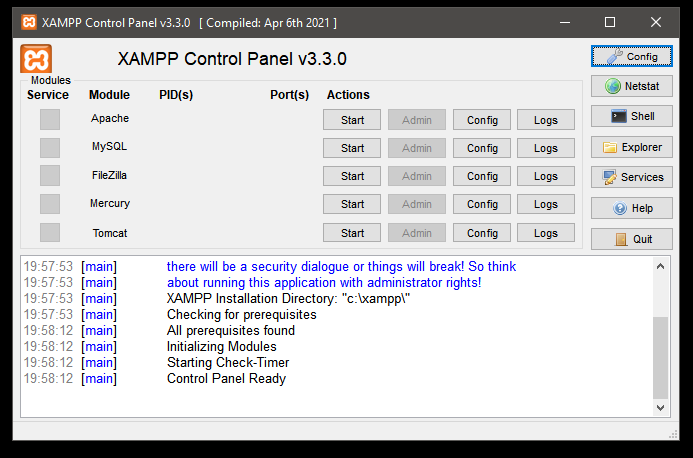 XAMPP Control Panel v3.3.0 [ Compiled: Apr 6th 2021 ]
XAMPP Control Panel v3.3.0
Config
Modules
Service Module PID(s) Port(s) Actions
Netstat
Apache Start Admin Config Logs
Shell
MySQL Start Admin Config Logs
Explorer
FileZilla Start Admin Config Logs
Services
Mercury Start Admin Config Logs
Help
Tomcat Start Admin Config Logs
Quit
19:57:53 [main] there will be a security dialogue or things will break! So think
19:57:53 [main] about running this application with administrator rights!
19:57:53 [main] XAMPP Installation Directory: "c:\xampp\"
19:57:53 [main] Checking for prerequisites
19:58:12 [main] All prerequisites found
19:58:12 [main] Initializing Modules
19:58:12 [main] Starting Check-Timer
19:58:12 [main] Control Panel Ready